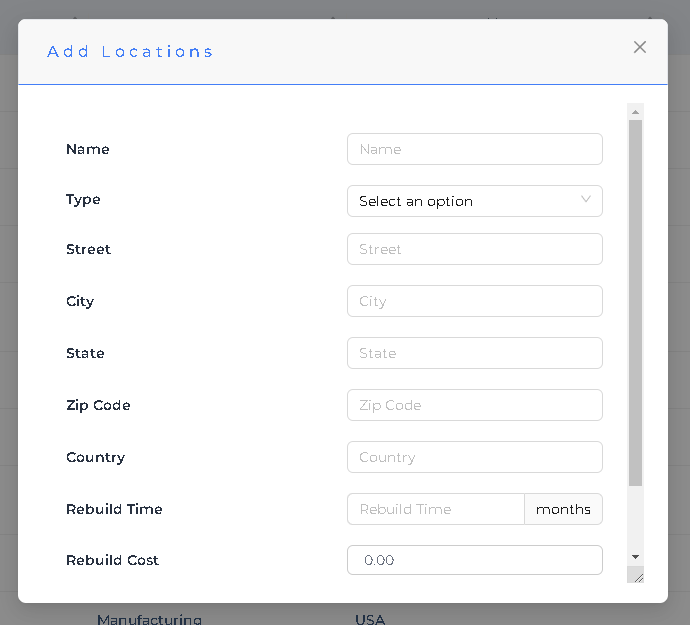 Add Locations
Name Name
Type Select an option
Street Street
City City
State State
Zip Code Zip Code
Country Country
Rebuild Time Rebuild Time months
Rebuild Cost 0.00
Manufacturing USA